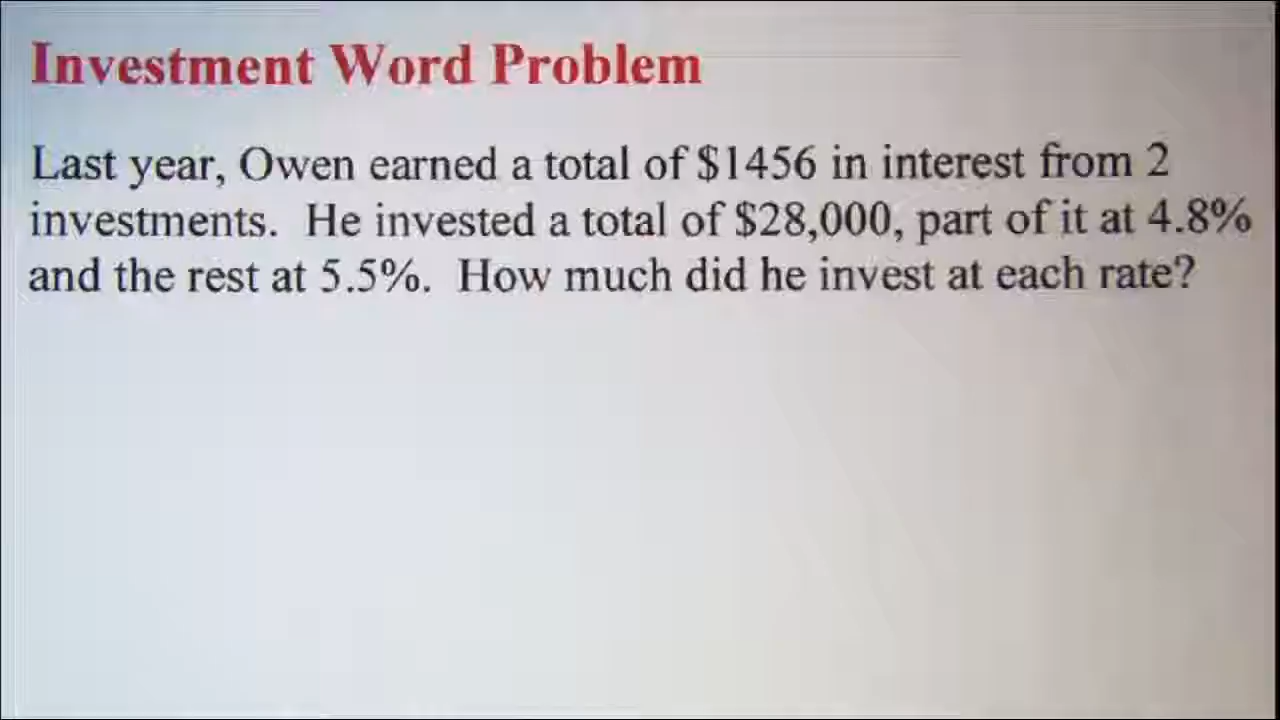 Investment Word Problem
Last year, Owen earned a total of $1456 in interest from 2
investments.  He invested a total of $28,000, part of it at 4.8%
and the rest at 5.5%.  How much did he invest at each rate?